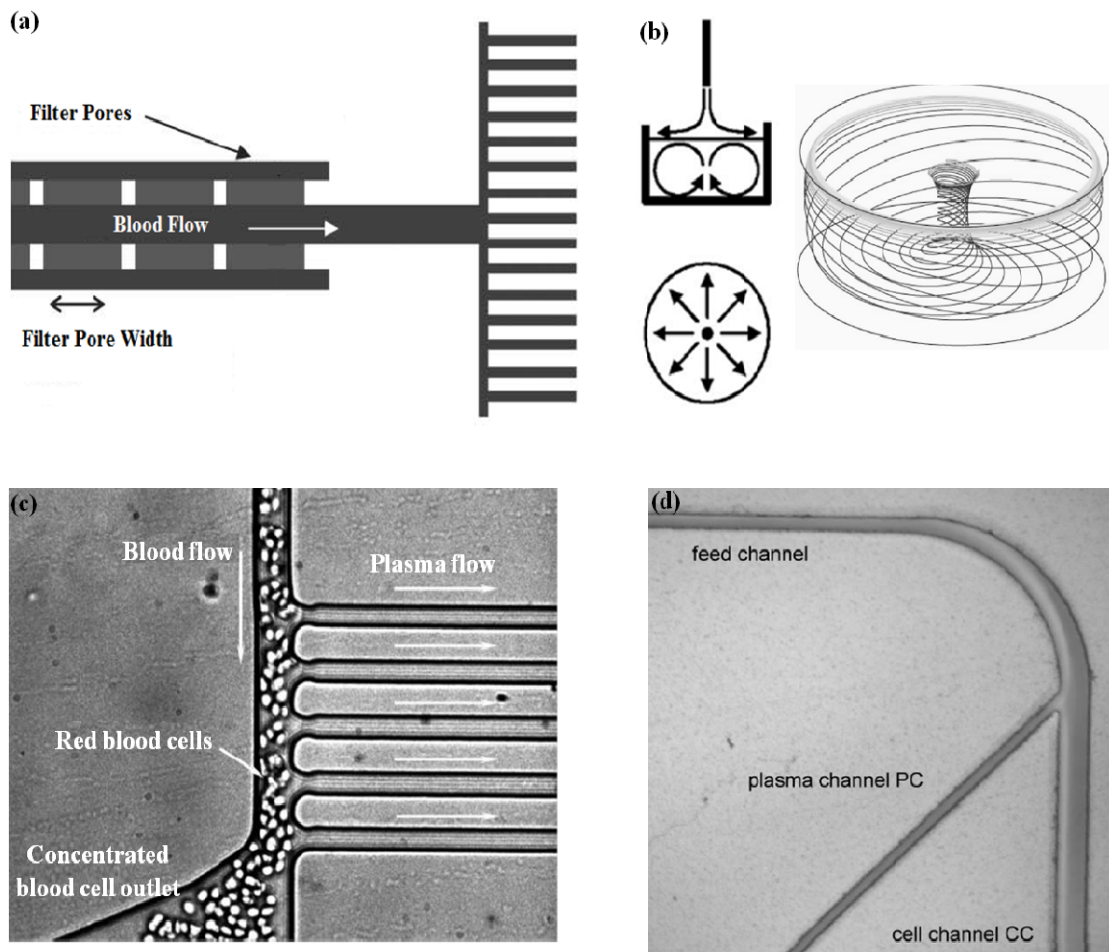 (a)
Filter Pores
Blood Flow
Filter Pore Width
(b)
(c)
Blood flow
Plasma flow
Red blood cells
Concentrated
blood cell outlet
(d)
feed channel
plasma channel PC
cell channel CC